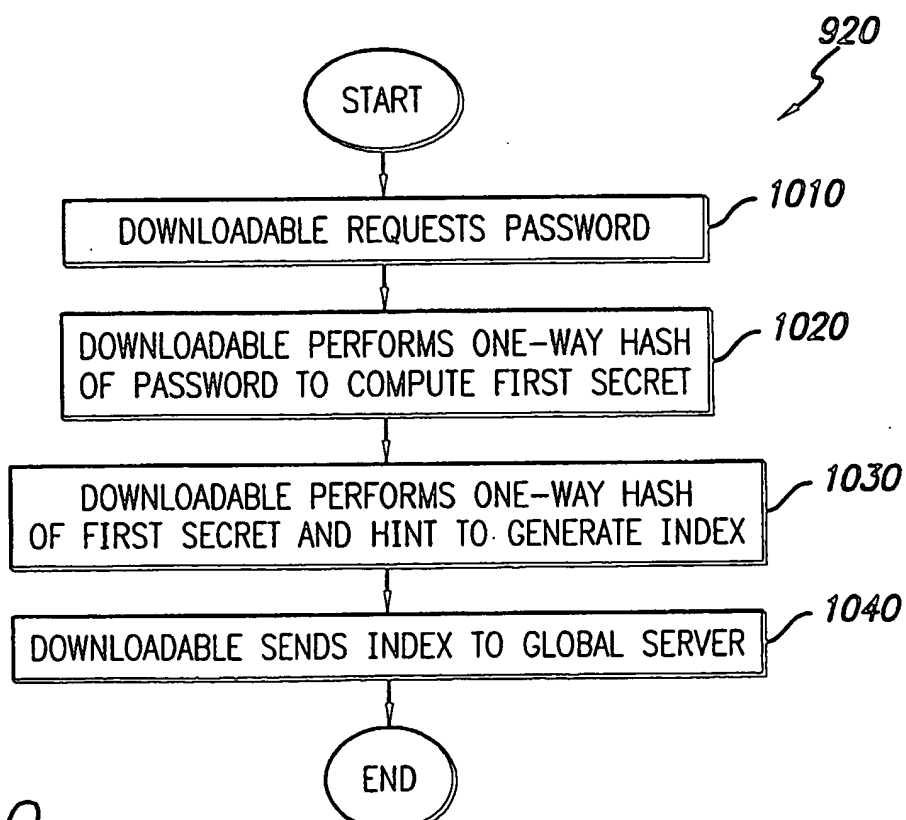 920
START
1010
DOWNLOADABLE REQUESTS PASSWORD
1020
DOWNLOADABLE PERFORMS ONE-WAY HASH
OF PASSWORD TO COMPUTE FIRST SECRET
1030
DOWNLOADABLE PERFORMS ONE-WAY HASH
OF FIRST SECRET AND HINT TO GENERATE INDEX
1040
DOWNLOADABLE SENDS INDEX TO GLOBAL SERVER
END